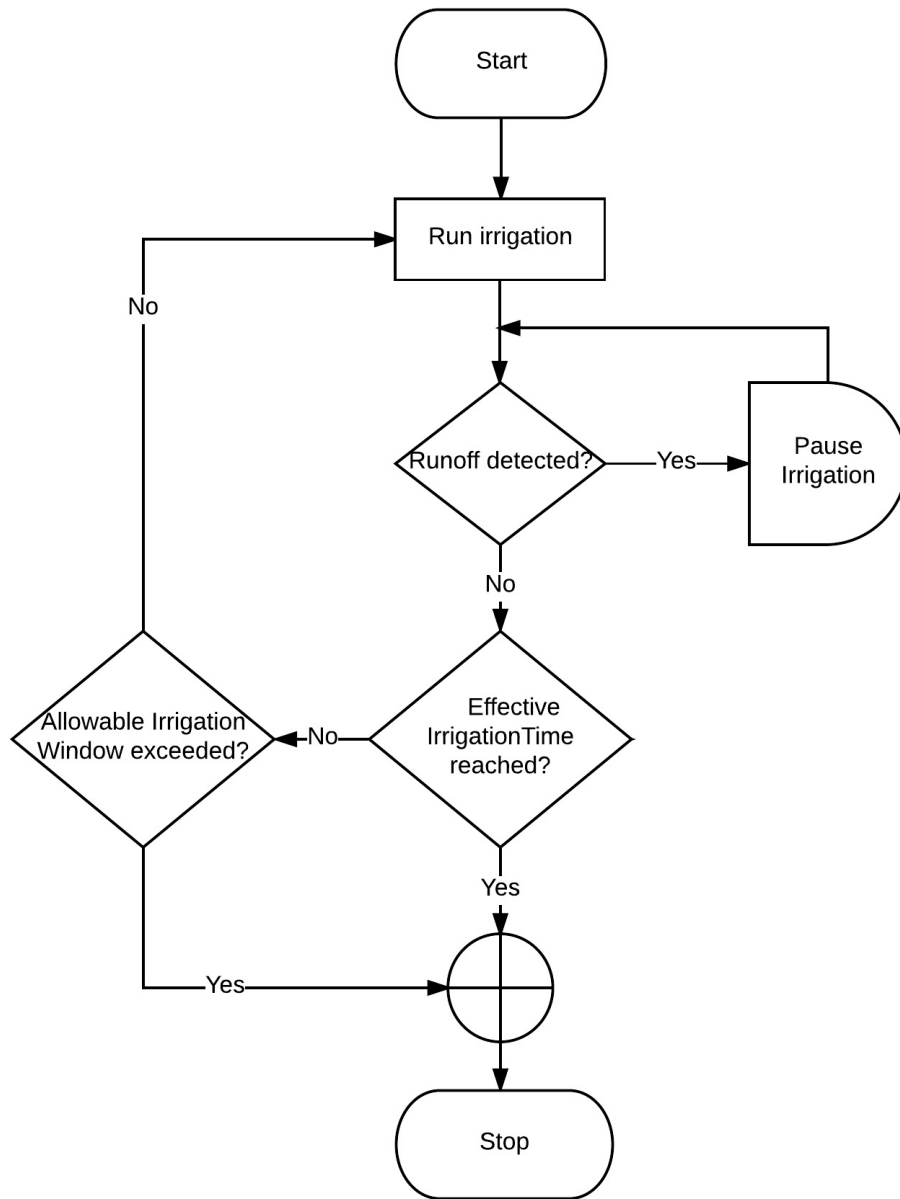 Start
Run irrigation
No
Runoff detected?
Yes
Pause
Irrigation
No
Effective
IrrigationTime
reached?
No
Allowable Irrigation
Window exceeded?
Yes
Yes
Stop